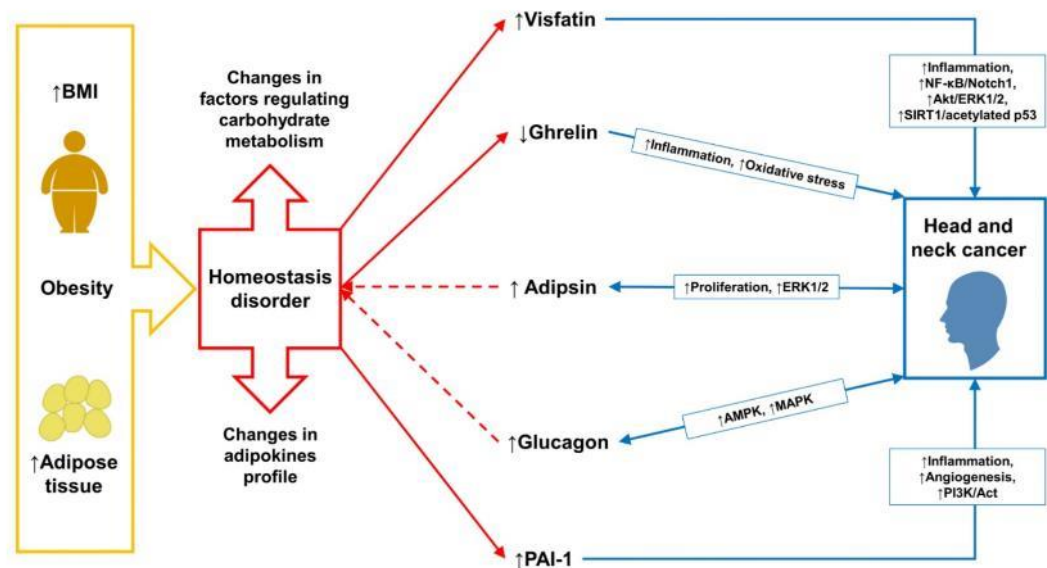 ↑BMI
Obesity
↑Adipose
tissue
Changes in
factors regulating
carbohydrate
metabolism
Homeostasis
disorder
Changes in
adipokines
profile
↑Visfatin
↓Ghrelin
↑ Adipsin
↑Glucagon
↑PAI-1
↑Inflammation,
↑NF-κB/Notch1,
↑Akt/ERK1/2,
↑SIRT1/acetylated p53
↑Inflammation, ↑Oxidative stress
↑Proliferation, ↑ERK1/2
↑AMPK, ↑MAPK
↑Inflammation,
↑Angiogenesis,
↑PI3K/Act
Head and
neck cancer